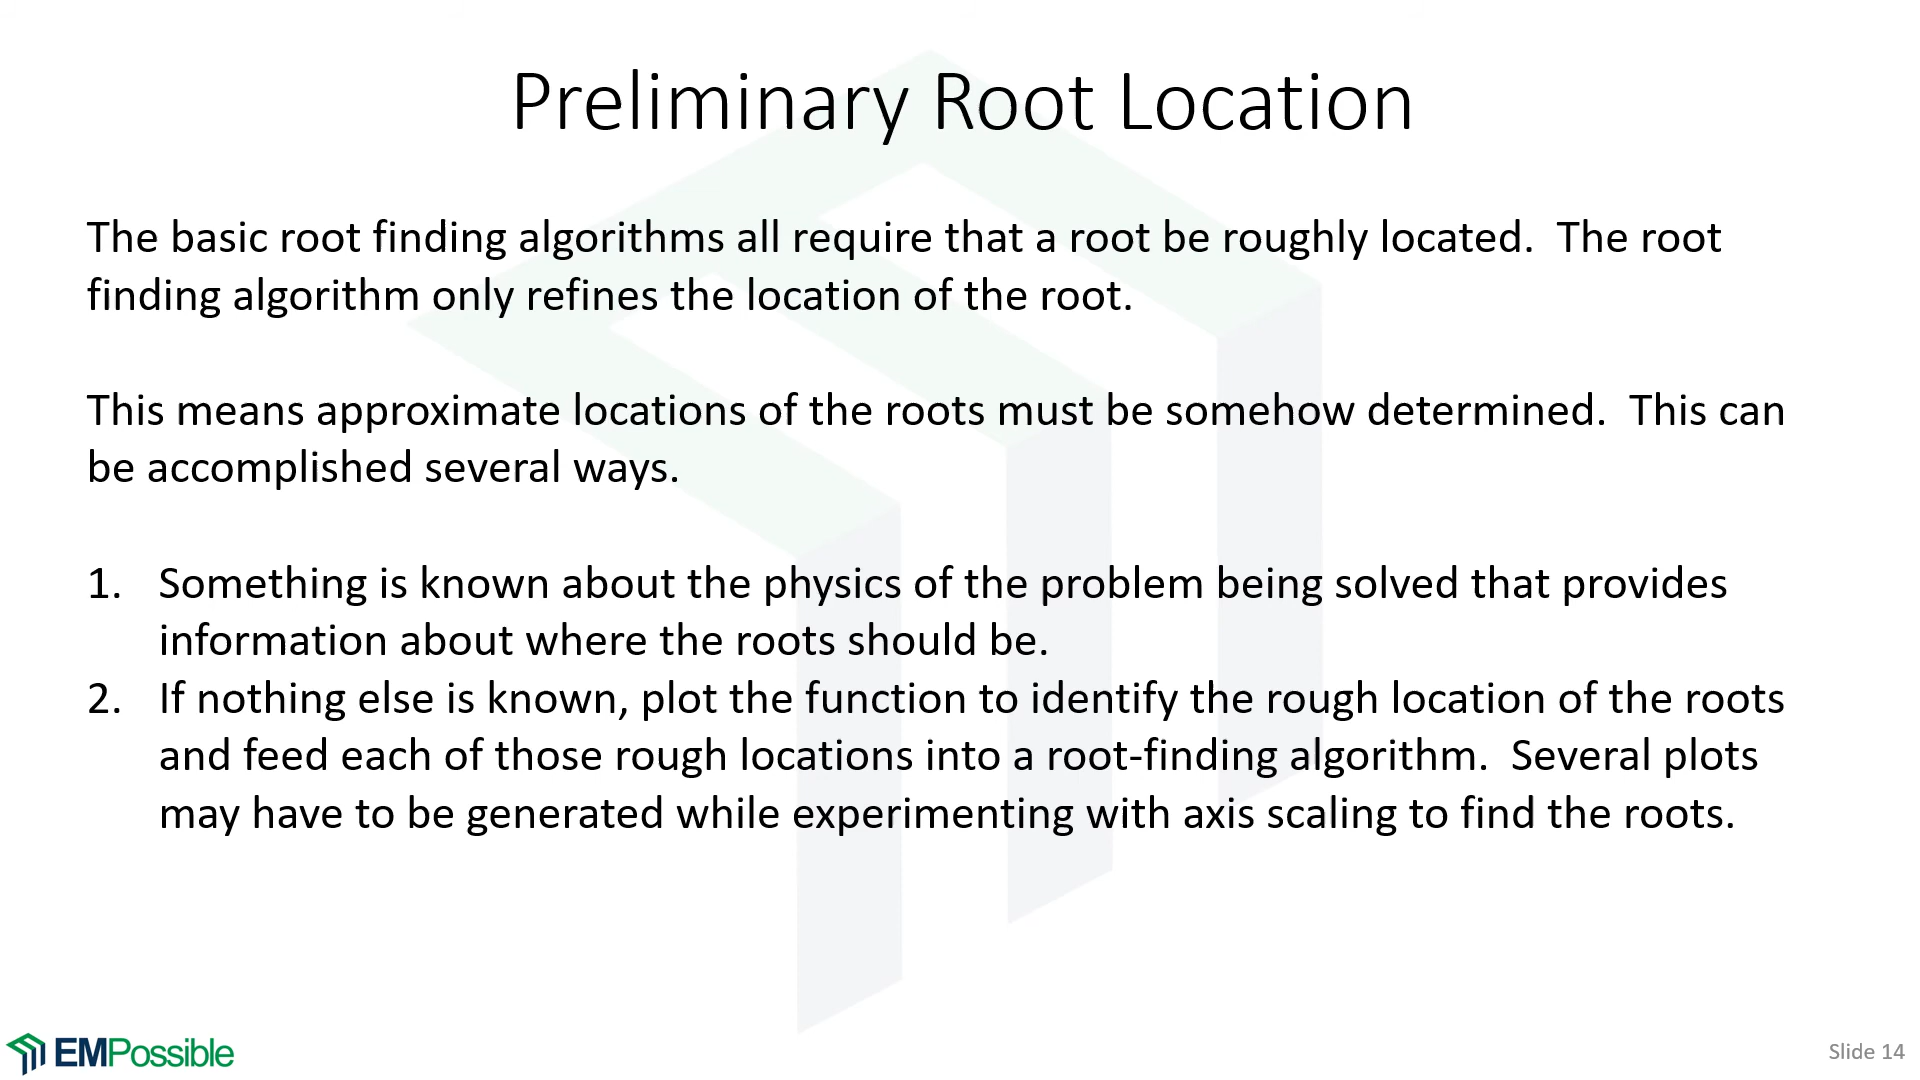 Preliminary Root Location
The basic root finding algorithms all require that a root be roughly located.  The root
finding algorithm only refines the location of the root.
This means approximate locations of the roots must be somehow determined.  This can
be accomplished several ways.
1. Something is known about the physics of the problem being solved that provides
information about where the roots should be.
2. If nothing else is known, plot the function to identify the rough location of the roots
and feed each of those rough locations into a root-finding algorithm.  Several plots
may have to be generated while experimenting with axis scaling to find the roots.
EMPossible
Slide 14